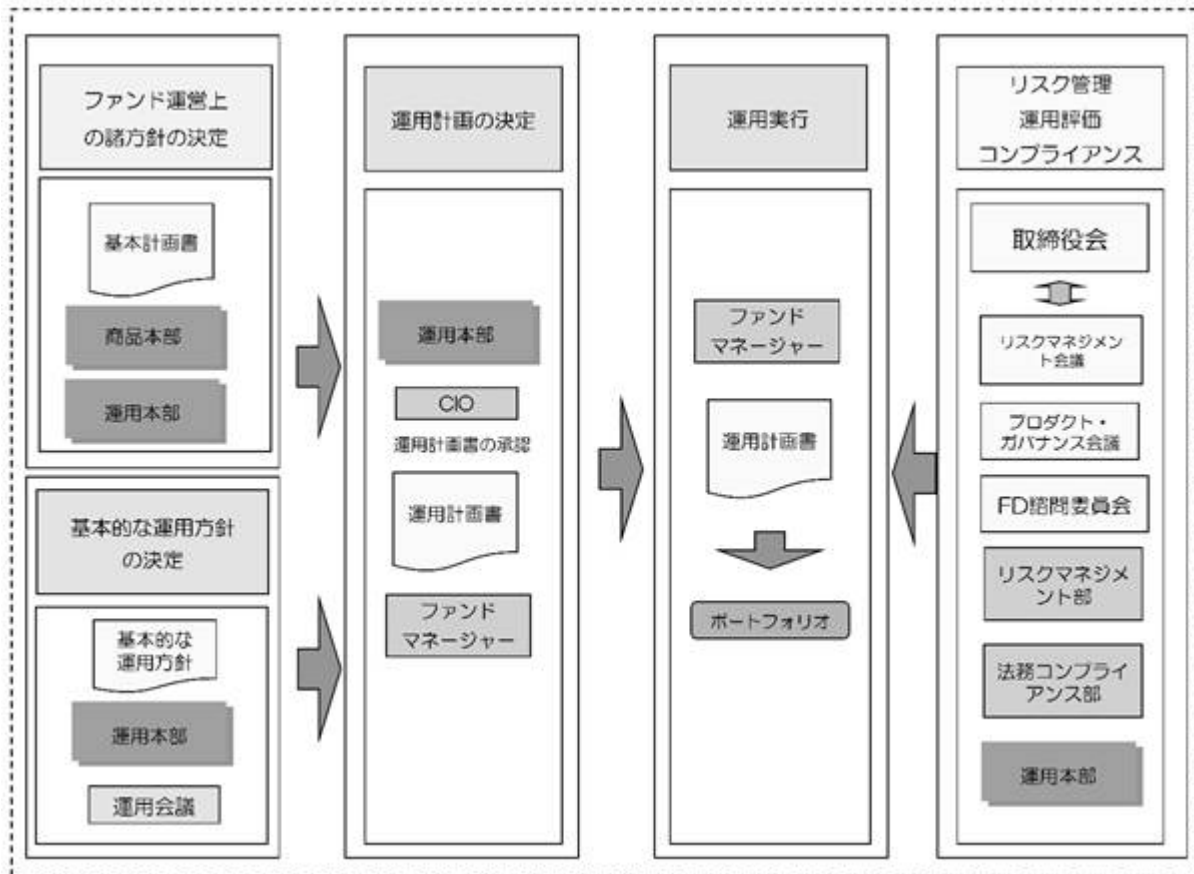 ファンド運営上
の諸方針の決定
基本計画書
商品本部
運用本部
基本的な運用方針
の決定
基本的な
運用方針
運用本部
運用会議
運用計画の決定
運用本部
CIO
運用計画書の承認
運用計画書
ファンド
マネージャー
運用実行
ファンド
マネージャー
運用計画書
ポートフォリオ
リスク管理
運用評価
コンプライアンス
取締役会
リスクマネジメン
ト会議
プロダクト・
ガバナンス会議
FD諮問委員会
リスクマネジメ
ント部
法務コンプライ
アンス部
運用本部